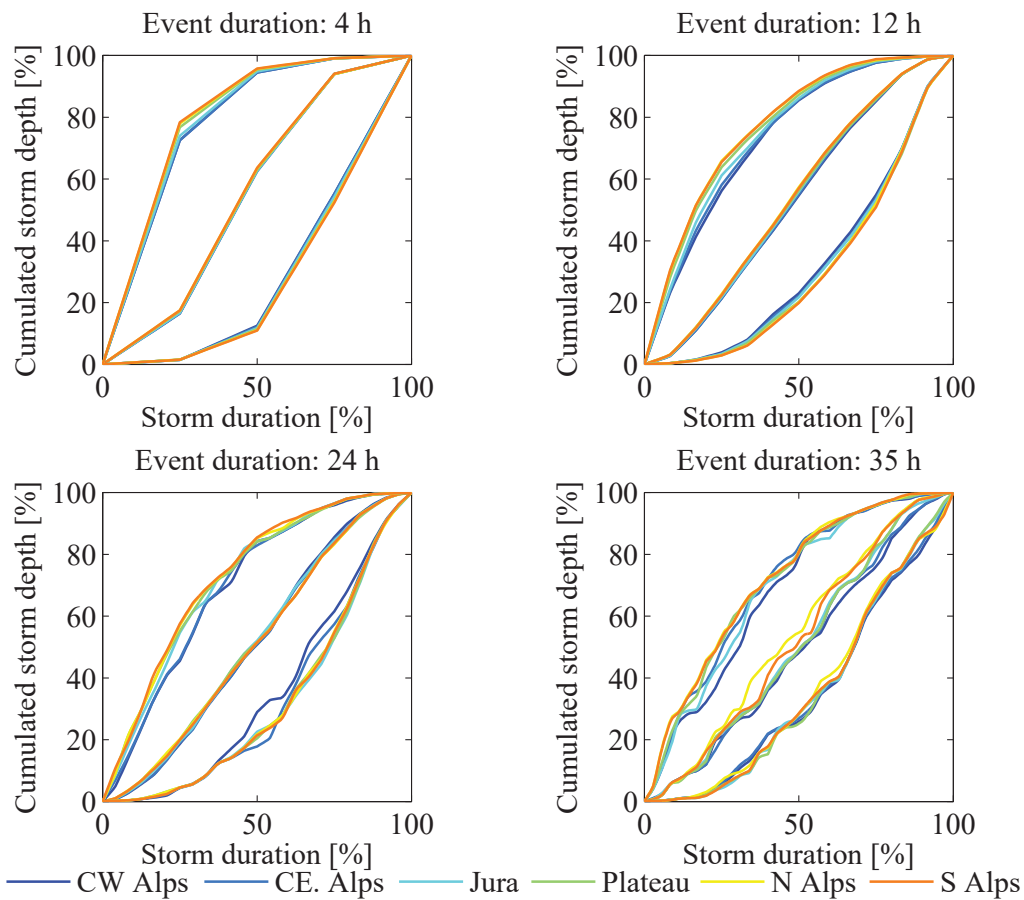 Event duration: 4 h
Cumulated storm depth [%]
100
80
60
40
20
0
0 50 100
Storm duration [%]
Event duration: 12 h
Cumulated storm depth [%]
100
80
60
40
20
0
0 50 100
Storm duration [%]
Event duration: 24 h
Cumulated storm depth [%]
100
80
60
40
20
0
0 50 100
Storm duration [%]
Event duration: 35 h
Cumulated storm depth [%]
100
80
60
40
20
0
0 50 100
Storm duration [%]
CW Alps CE. Alps Jura Plateau N Alps S Alps